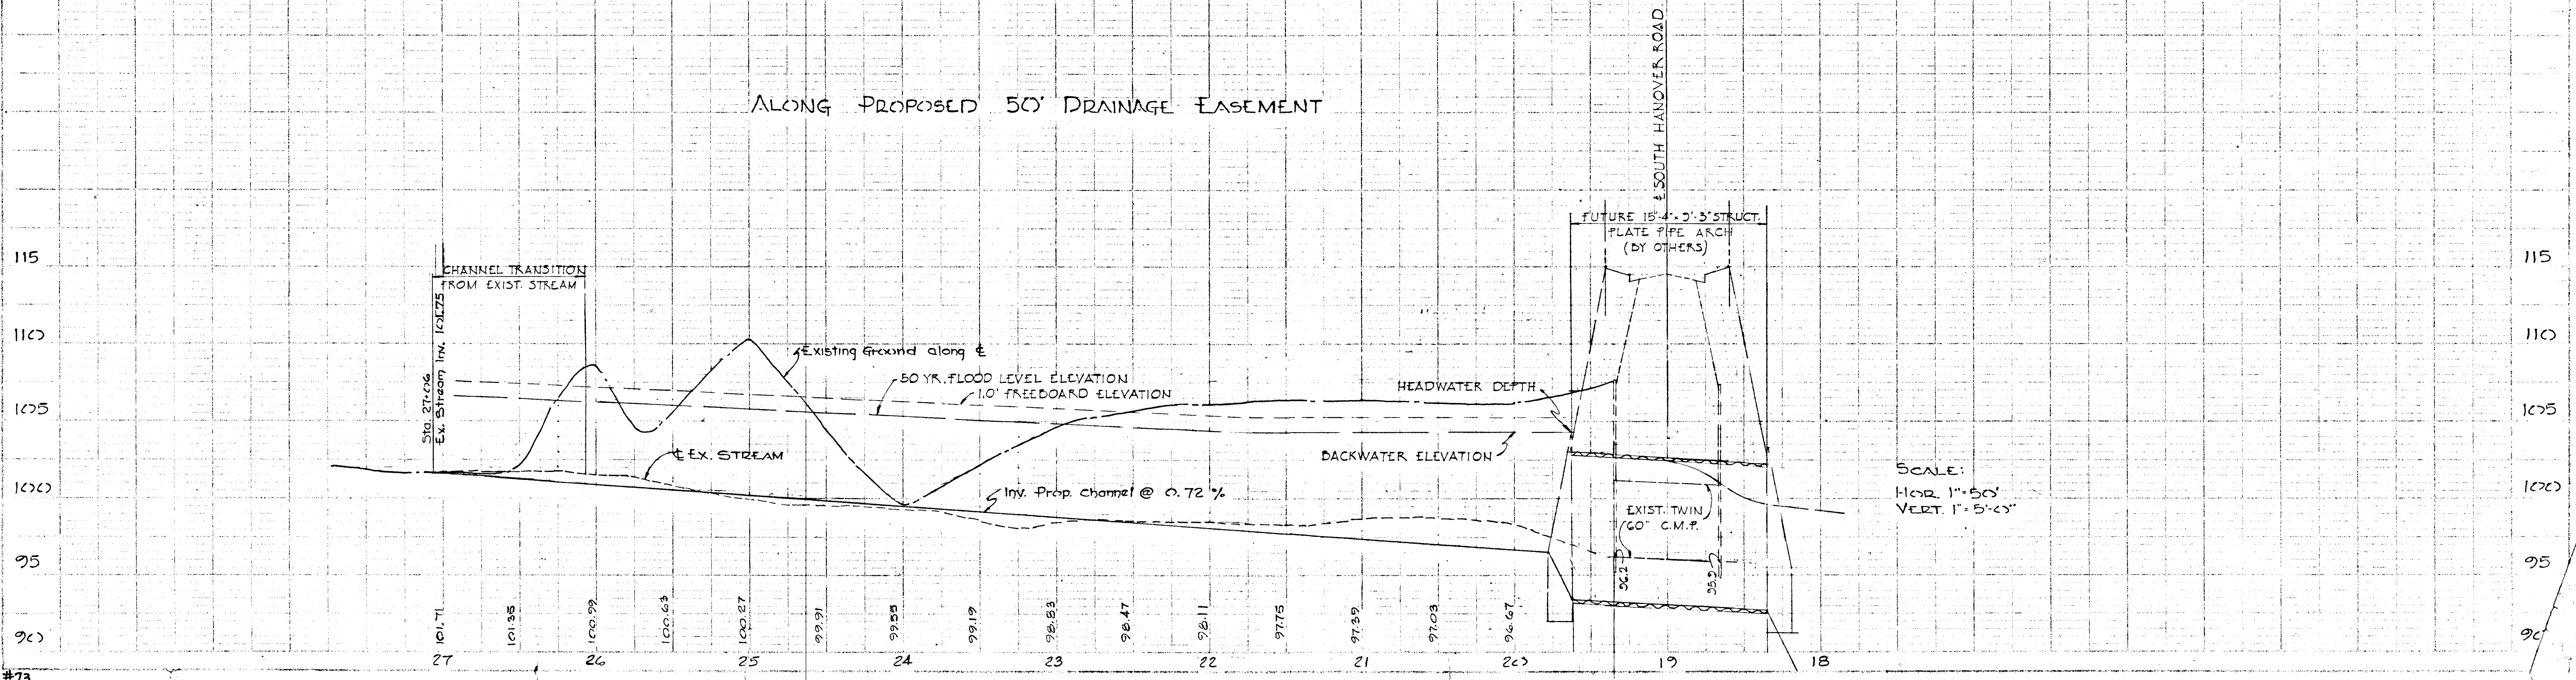 ℄ SOUTH HANOVER ROAD
ALONG PROPOSED 50' DRAINAGE EASEMENT
FUTURE 15'-4" x 9'-3" STRUCT.
PLATE PIPE ARCH
(BY OTHERS)
115
115
CHANNEL TRANSITION
FROM EXIST. STREAM
Sta. 27+06
Ex. Stream Inv. 101.75
110
110
Existing Ground along ℄
50 YR. FLOOD LEVEL ELEVATION
1.0' FREEBOARD ELEVATION
HEADWATER DEPTH
105
105
℄ EX. STREAM
BACKWATER ELEVATION
100
100
Inv. Prop. Channel @ 0.72 %
SCALE:
HOR. 1"=50'
VERT. 1"=5'-0"
EXIST. TWIN
60" C.M.P.
95
95
96.2
95.9
101.71
101.35
100.99
100.63
100.27
99.91
99.55
99.19
98.83
98.47
98.11
97.75
97.39
97.03
96.67
90
90
27
26
25
24
23
22
21
20
19
18
#73